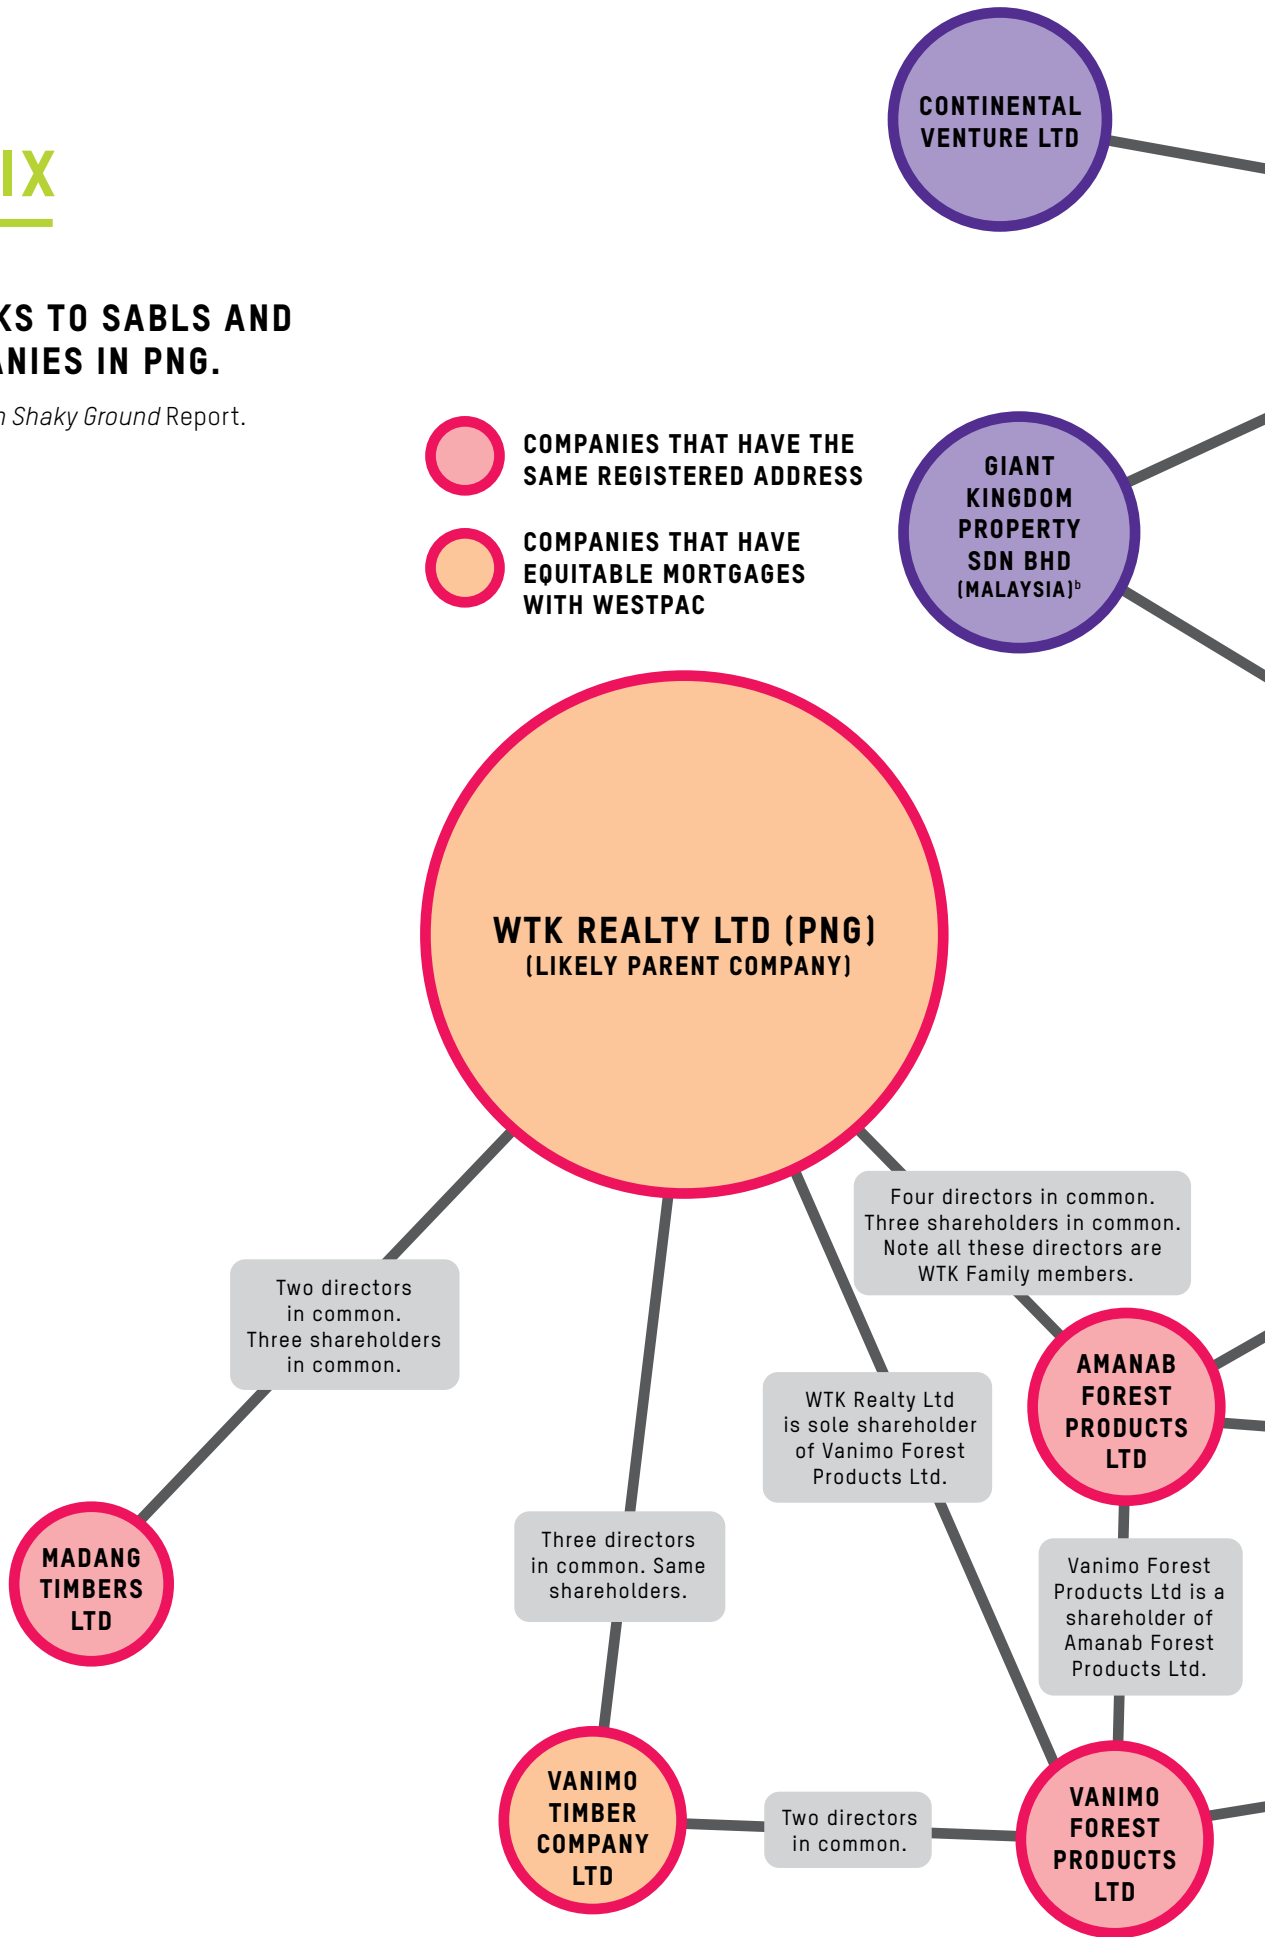 IX
KS TO SABLS AND
ANIES IN PNG.
n Shaky Ground Report.
CONTINENTAL
VENTURE LTD
COMPANIES THAT HAVE THE
SAME REGISTERED ADDRESS
COMPANIES THAT HAVE
EQUITABLE MORTGAGES
WITH WESTPAC
GIANT
KINGDOM
PROPERTY
SDN BHD
(MALAYSIA)b
WTK REALTY LTD (PNG)
(LIKELY PARENT COMPANY)
Four directors in common.
Three shareholders in common.
Note all these directors are
WTK Family members.
Two directors
in common.
Three shareholders
in common.
AMANAB
FOREST
PRODUCTS
LTD
WTK Realty Ltd
is sole shareholder
of Vanimo Forest
Products Ltd.
MADANG
TIMBERS
LTD
Three directors
in common. Same
shareholders.
Vanimo Forest
Products Ltd is a
shareholder of
Amanab Forest
Products Ltd.
VANIMO
TIMBER
COMPANY
LTD
Two directors
in common.
VANIMO
FOREST
PRODUCTS
LTD